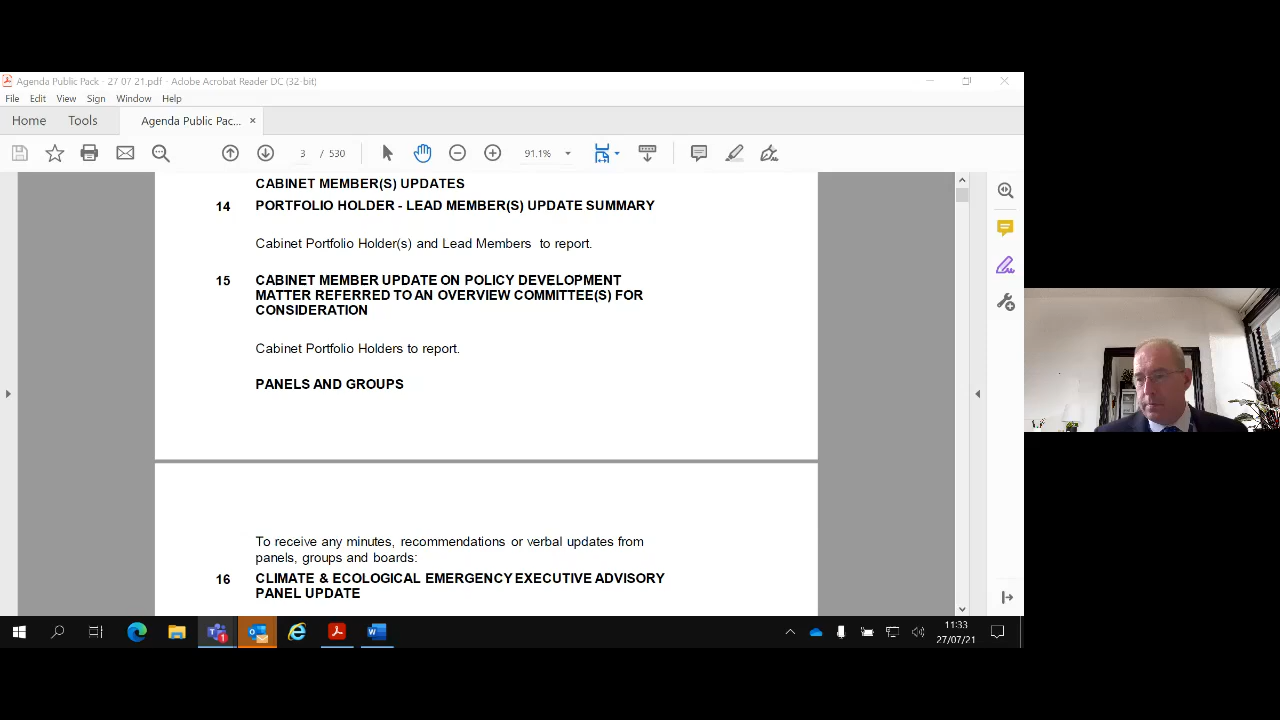 Agenda Public Pack - 27 07 21.pdf - Adobe Acrobat Reader DC (32-bit)
File Edit View Sign Window Help
Home Tools Agenda Public Pac... ×
3 / 530 91.1%
CABINET MEMBER(S) UPDATES
14 PORTFOLIO HOLDER - LEAD MEMBER(S) UPDATE SUMMARY
Cabinet Portfolio Holder(s) and Lead Members to report.
15 CABINET MEMBER UPDATE ON POLICY DEVELOPMENT
MATTER REFERRED TO AN OVERVIEW COMMITTEE(S) FOR
CONSIDERATION
Cabinet Portfolio Holders to report.
PANELS AND GROUPS
To receive any minutes, recommendations or verbal updates from
panels, groups and boards:
16 CLIMATE & ECOLOGICAL EMERGENCY EXECUTIVE ADVISORY
PANEL UPDATE
11:33
27/07/21